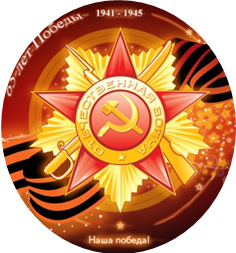 65-лет Победы
1941 - 1945
ОТЕЧЕСТВЕННАЯ ВОЙНА
Наша победа!